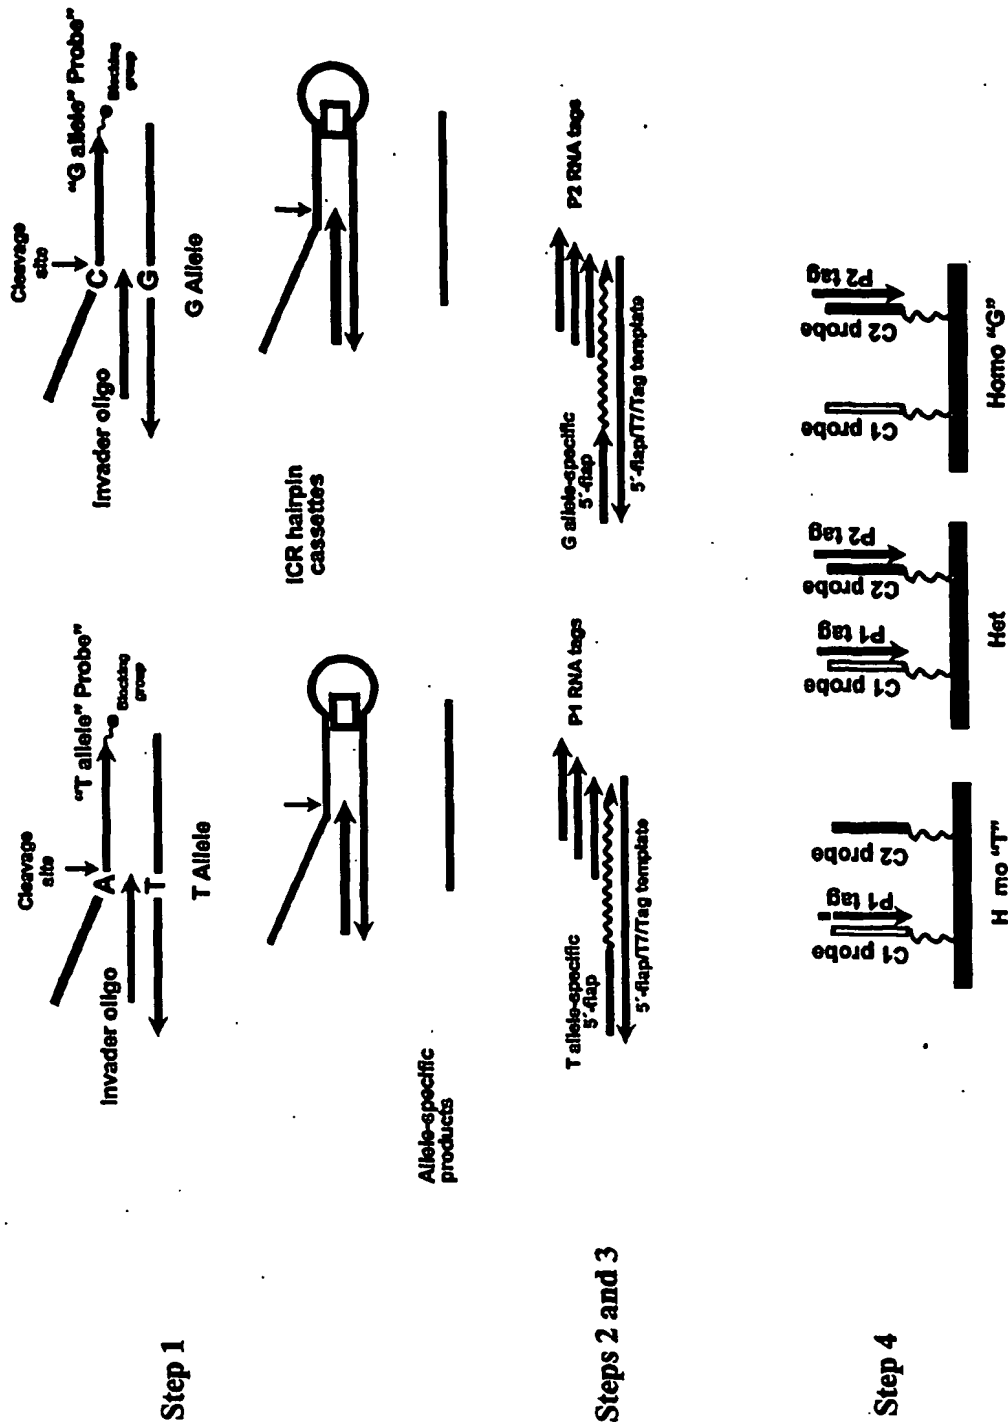 Step 1
Cleavage
site
"T allele" Probe"
Blocking
group
A
Invader oligo
T
T Allele
Cleavage
site
"G allele" Probe"
Blocking
group
C
Invader oligo
G
G Allele
ICR hairpin
cassettes
Allele-specific
products
Steps 2 and 3
T allele-specific
5'-flap
P1 RNA tags
5'-flap/T7/Tag template
G allele-specific
5'-flap
P2 RNA tags
5'-flap/T7/Tag template
Step 4
C1 probe
P1 tag
C2 probe
H mo "T"
C1 probe
P1 tag
C2 probe
P2 tag
Het
C1 probe
C2 probe
P2 tag
Homo "G"